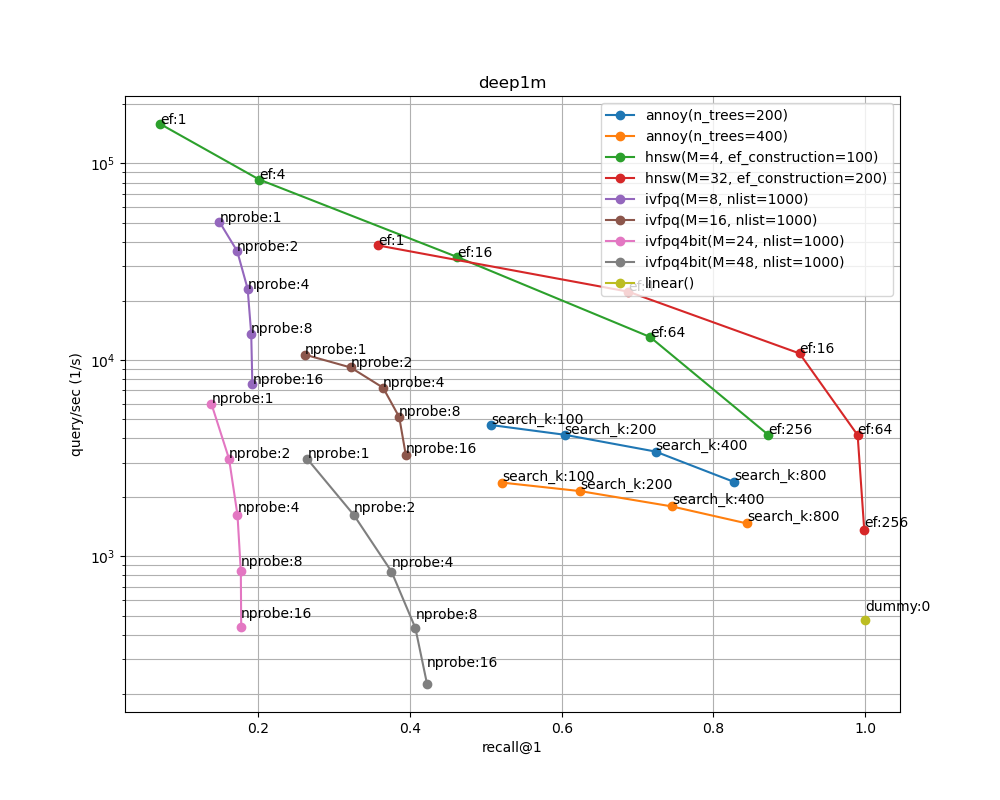 deep1m
query/sec (1/s)
10^5
10^4
10^3
0.2
0.4
0.6
0.8
1.0
recall@1
annoy(n_trees=200)
annoy(n_trees=400)
hnsw(M=4, ef_construction=100)
hnsw(M=32, ef_construction=200)
ivfpq(M=8, nlist=1000)
ivfpq(M=16, nlist=1000)
ivfpq4bit(M=24, nlist=1000)
ivfpq4bit(M=48, nlist=1000)
linear()
ef:1
ef:4
ef:16
ef:64
ef:256
ef:1
ef:16
ef:64
ef:256
nprobe:1
nprobe:2
nprobe:4
nprobe:8
nprobe:16
nprobe:1
nprobe:2
nprobe:4
nprobe:8
nprobe:16
nprobe:1
nprobe:2
nprobe:4
nprobe:8
nprobe:16
nprobe:1
nprobe:2
nprobe:4
nprobe:8
nprobe:16
search_k:100
search_k:200
search_k:400
search_k:800
search_k:100
search_k:200
search_k:400
search_k:800
dummy:0